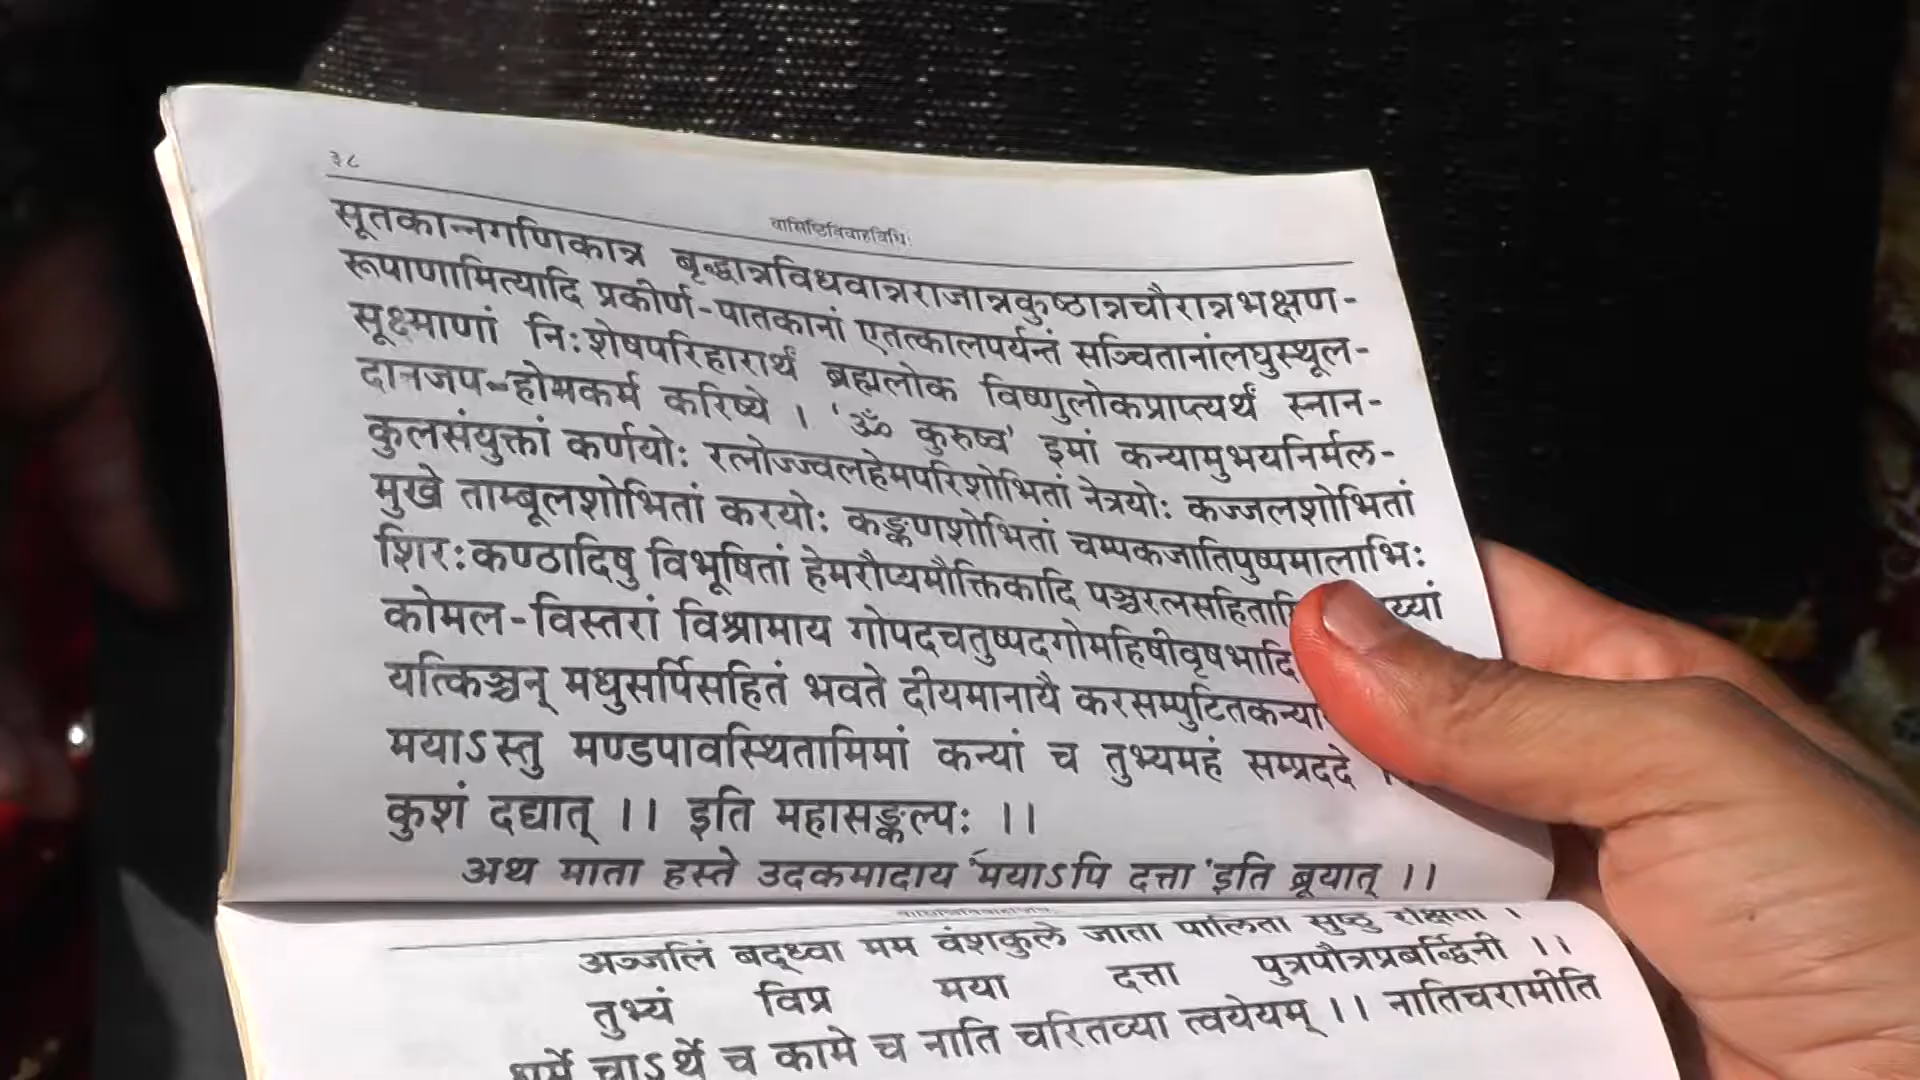 ३८
वासिष्ठिविवाहविधिः
सूतकान्नगणिकान्न बृद्धान्नविधवान्नराजान्नकुष्ठान्नचौरान्नभक्षण-
रूपाणामित्यादि प्रकीर्ण-पातकानां एतत्कालपर्यन्तं सञ्चितानांलघुस्थूल-
सूक्ष्माणां निःशेषपरिहारार्थं ब्रह्मलोक विष्णुलोकप्राप्त्यर्थं स्नान-
दानजप-होमकर्म करिष्ये । 'ॐ कुरुष्व' इमां कन्यामुभयनिर्मल-
कुलसंयुक्तां कर्णयोः रत्नोज्ज्वलहेमपरिशोभितां नेत्रयोः कज्जलशोभितां
मुखे ताम्बूलशोभितां करयोः कङ्कणशोभितां चम्पकजातिपुष्पमालाभिः
शिरःकण्ठादिषु विभूषितां हेमरौप्यमौक्तिकादि
कोमल-विस्तरां विश्रामाय गोपदचतुष्पदगोमहिषीवृषभादि
यत्किञ्चन् मधुसर्पिसहितं भवते दीयमानायै
मयाऽस्तु मण्डपावस्थितामिमां कन्यां च तुभ्यमहं सम्प्रददे ।
कुशं दद्यात् ।। इति महासङ्कल्पः ।।
अथ माता हस्ते उदकमादाय 'मयाऽपि दत्ता 'इति ब्रूयात् ।।
अञ्जलिं बद्ध्वा मम वंशकुले जाता पालिता सुष्ठु रक्षिता ।
तुभ्यं विप्र मया दत्ता पुत्रपौत्रप्रबर्द्धिनी ।।
धर्मे चाऽर्थे च कामे च नाति चरितव्या त्वयेयम् ।। नातिचरामीति